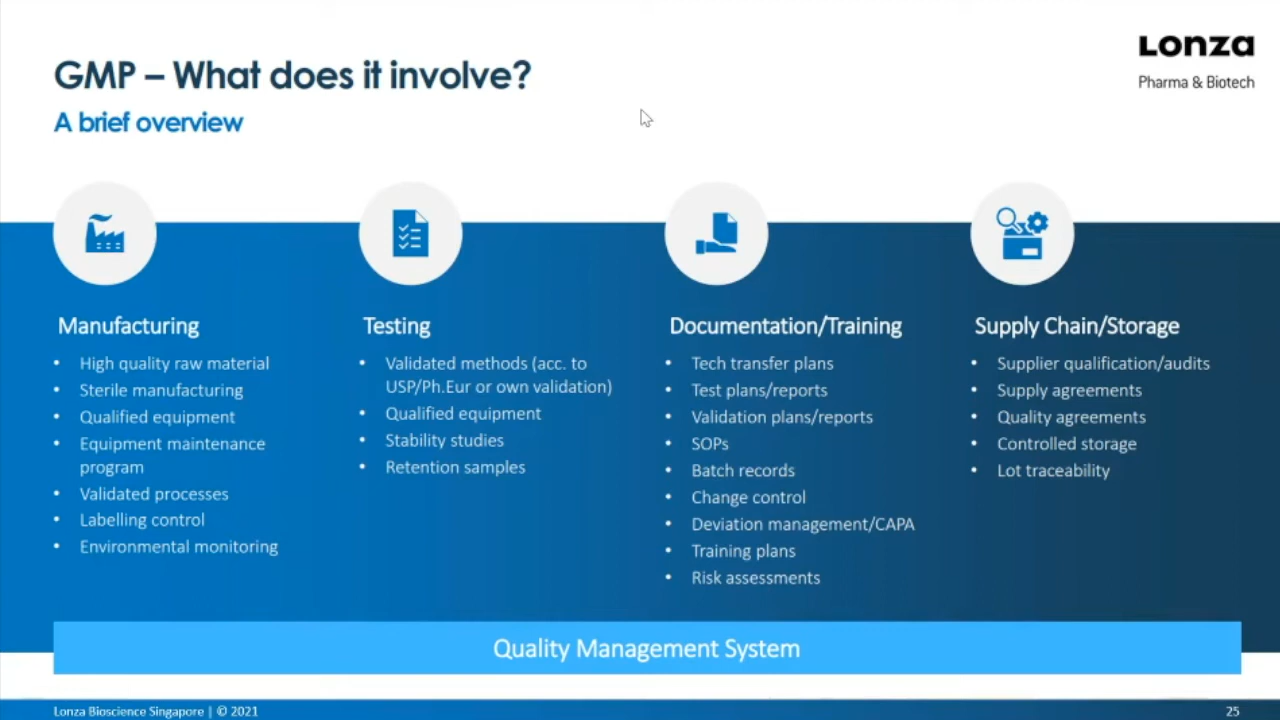 GMP – What does it involve?
A brief overview
Lonza
Pharma & Biotech
Manufacturing
• High quality raw material
• Sterile manufacturing
• Qualified equipment
• Equipment maintenance
program
• Validated processes
• Labelling control
• Environmental monitoring
Testing
• Validated methods (acc. to
USP/Ph.Eur or own validation)
• Qualified equipment
• Stability studies
• Retention samples
Documentation/Training
• Tech transfer plans
• Test plans/reports
• Validation plans/reports
• SOPs
• Batch records
• Change control
• Deviation management/CAPA
• Training plans
• Risk assessments
Supply Chain/Storage
• Supplier qualification/audits
• Supply agreements
• Quality agreements
• Controlled storage
• Lot traceability
Quality Management System
Lonza Bioscience Singapore | © 2021
25